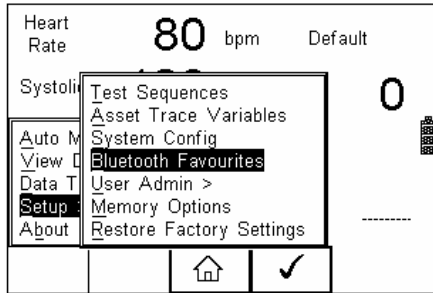 Heart
Rate 80 bpm Default
Systoli
0
Test Sequences
Asset Trace Variables
System Config
Bluetooth Favourites
User Admin >
Memory Options
Restore Factory Settings
Auto M
View D
Data T
Setup
About